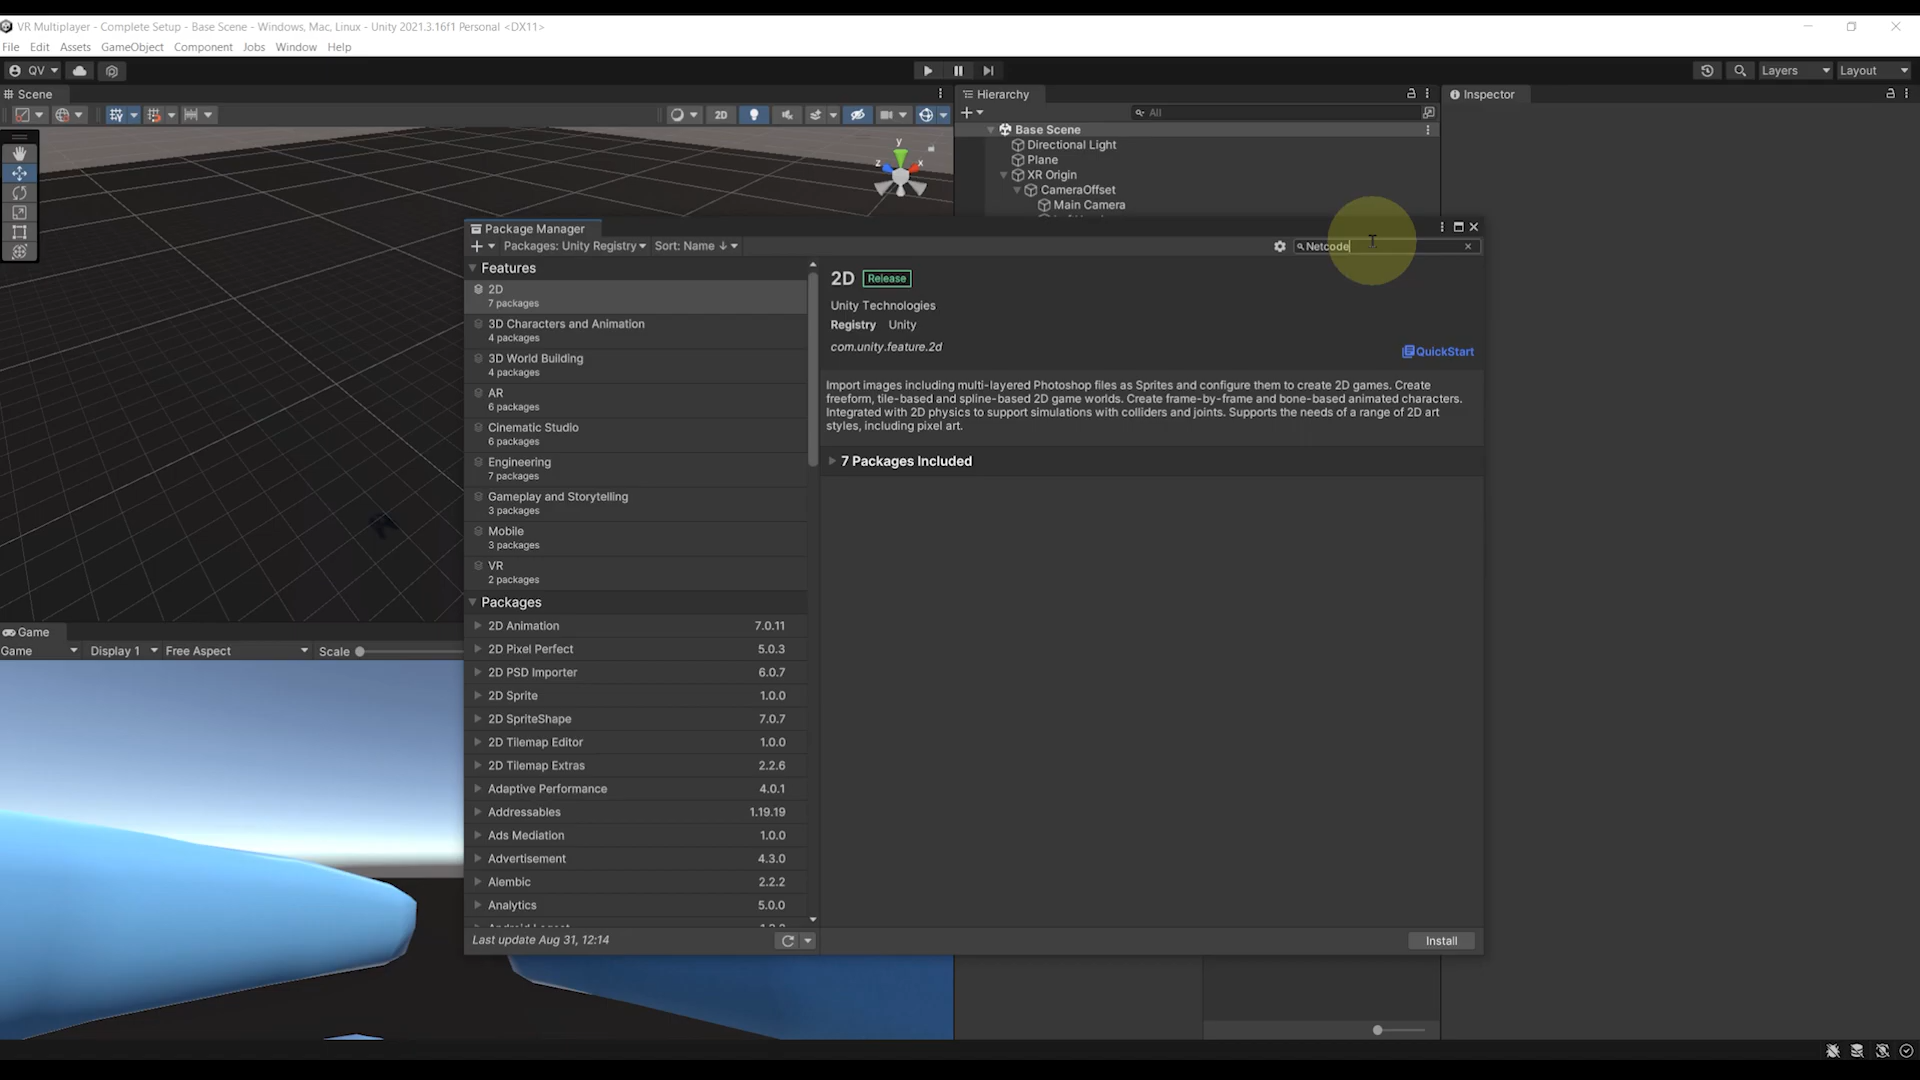 VR Multiplayer - Complete Setup - Base Scene - Windows, Mac, Linux - Unity 2021.3.16f1 Personal <DX11>
File Edit Assets GameObject Component Jobs Window Help
QV
Layers Layout
Scene
2D
y
z x
Hierarchy
All
Base Scene
Directional Light
Plane
XR Origin
CameraOffset
Main Camera
Inspector
Package Manager
Packages: Unity Registry Sort: Name
Netcode
Features
2D
7 packages
3D Characters and Animation
4 packages
3D World Building
4 packages
AR
6 packages
Cinematic Studio
6 packages
Engineering
7 packages
Gameplay and Storytelling
3 packages
Mobile
3 packages
VR
2 packages
Packages
2D Animation 7.0.11
2D Pixel Perfect 5.0.3
2D PSD Importer 6.0.7
2D Sprite 1.0.0
2D SpriteShape 7.0.7
2D Tilemap Editor 1.0.0
2D Tilemap Extras 2.2.6
Adaptive Performance 4.0.1
Addressables 1.19.19
Ads Mediation 1.0.0
Advertisement 4.3.0
Alembic 2.2.2
Analytics 5.0.0
Last update Aug 31, 12:14
2D Release
Unity Technologies
Registry Unity
com.unity.feature.2d
QuickStart
Import images including multi-layered Photoshop files as Sprites and configure them to create 2D games. Create
freeform, tile-based and spline-based 2D game worlds. Create frame-by-frame and bone-based animated characters.
Integrated with 2D physics to support simulations with colliders and joints. Supports the needs of a range of 2D art
styles, including pixel art.
7 Packages Included
Install
Game
Game Display 1 Free Aspect Scale